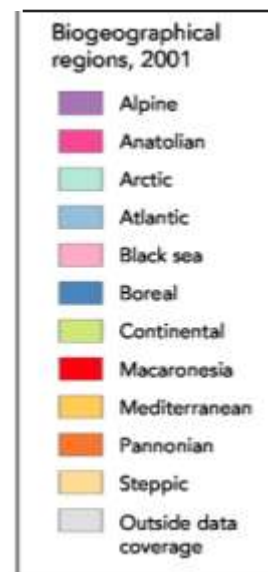 Biogeographical
regions, 2001
Alpine
Anatolian
Arctic
Atlantic
Black sea
Boreal
Continental
Macaronesia
Mediterranean
Pannonian
Steppic
Outside data
coverage